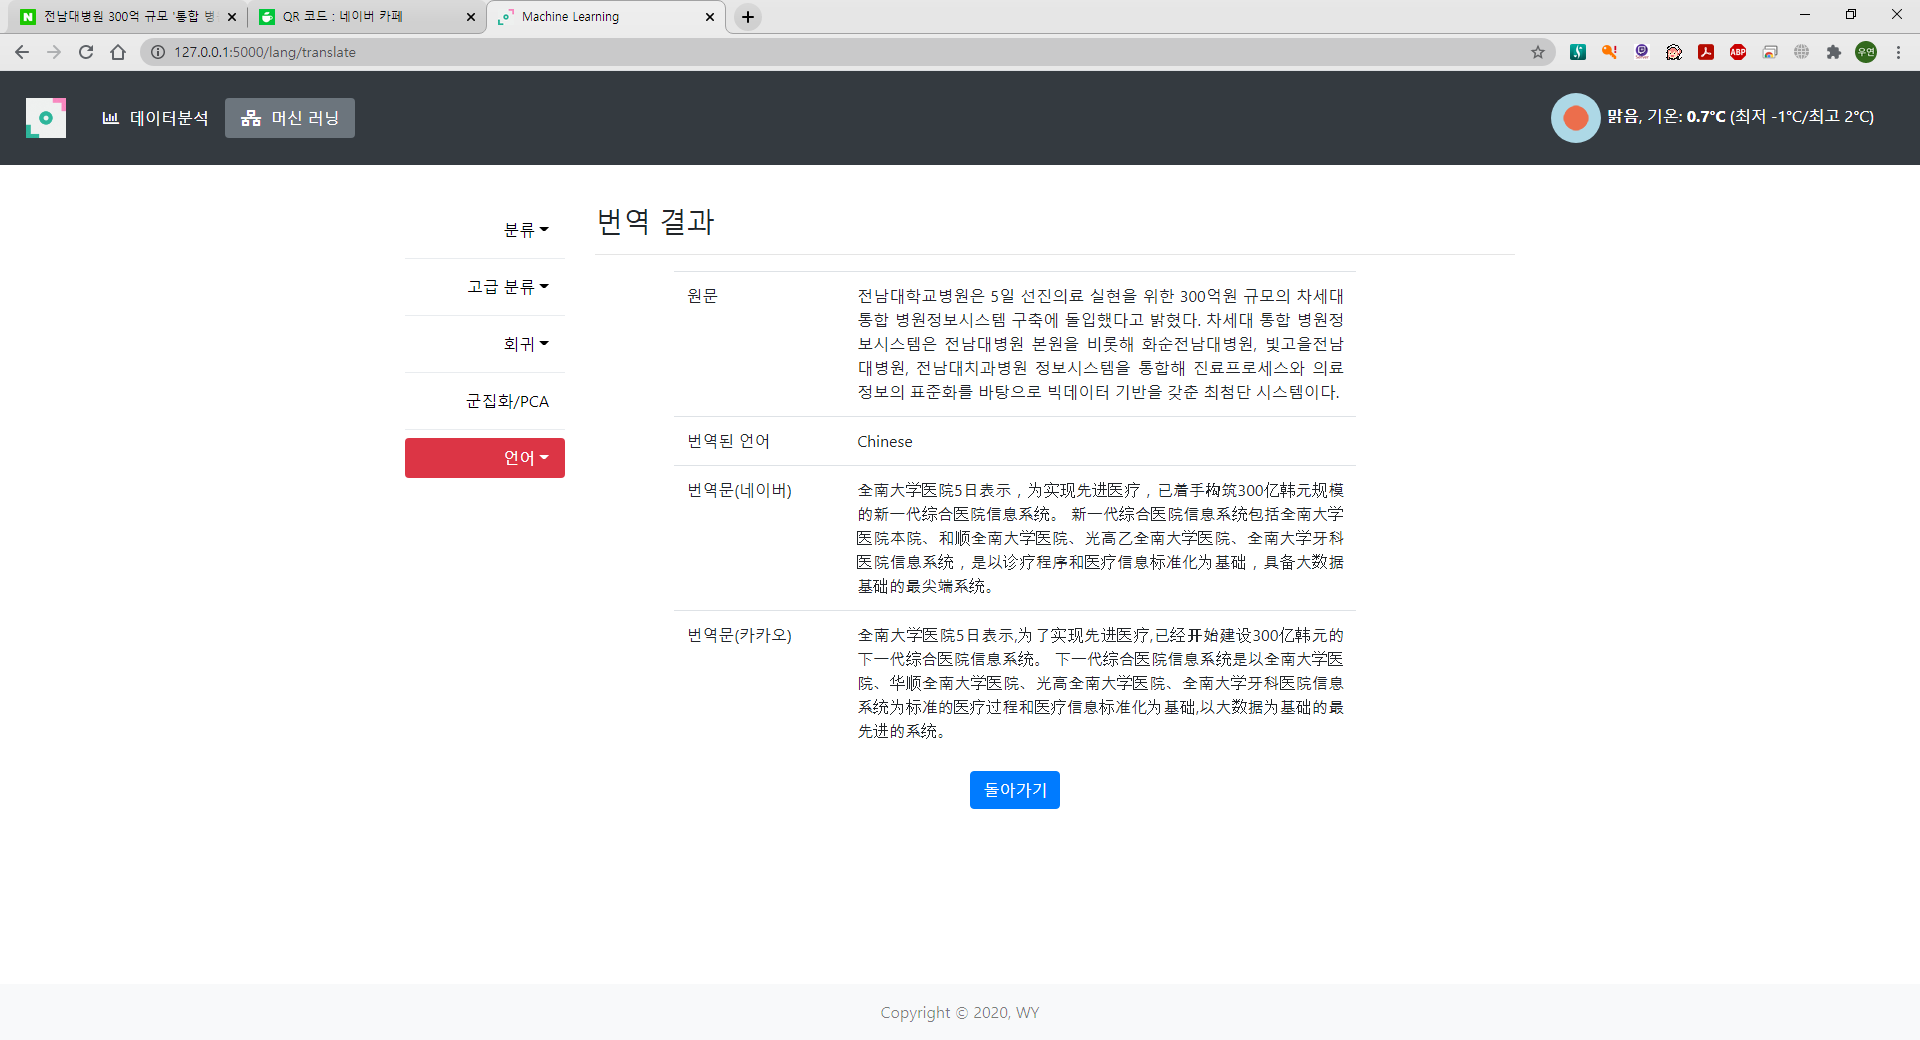 전남대병원 300억 규모 '통합 병
QR 코드 : 네이버 카페
Machine Learning
127.0.0.1:5000/lang/translate
ABP
우연
데이터분석
머신 러닝
맑음, 기온: 0.7°C (최저 -1°C/최고 2°C)
분류
고급 분류
회귀
군집화/PCA
언어
번역 결과
원문
전남대학교병원은 5일 선진의료 실현을 위한 300억원 규모의 차세대
통합 병원정보시스템 구축에 돌입했다고 밝혔다. 차세대 통합 병원정
보시스템은 전남대병원 본원을 비롯해 화순전남대병원, 빛고을전남
대병원, 전남대치과병원 정보시스템을 통합해 진료프로세스와 의료
정보의 표준화를 바탕으로 빅데이터 기반을 갖춘 최첨단 시스템이다.
번역된 언어
Chinese
번역문(네이버)
全南大学医院5日表示，为实现先进医疗，已着手构筑300亿韩元规模
的新一代综合医院信息系统。 新一代综合医院信息系统包括全南大学
医院本院、和顺全南大学医院、光高乙全南大学医院、全南大学牙科
医院信息系统，是以诊疗程序和医疗信息标准化为基础，具备大数据
基础的最尖端系统。
번역문(카카오)
全南大学医院5日表示,为了实现先进医疗,已经开始建设300亿韩元的
下一代综合医院信息系统。 下一代综合医院信息系统是以全南大学医
院、华顺全南大学医院、光高全南大学医院、全南大学牙科医院信息
系统为标准的医疗过程和医疗信息标准化为基础,以大数据为基础的最
先进的系统。
돌아가기
Copyright © 2020, WY